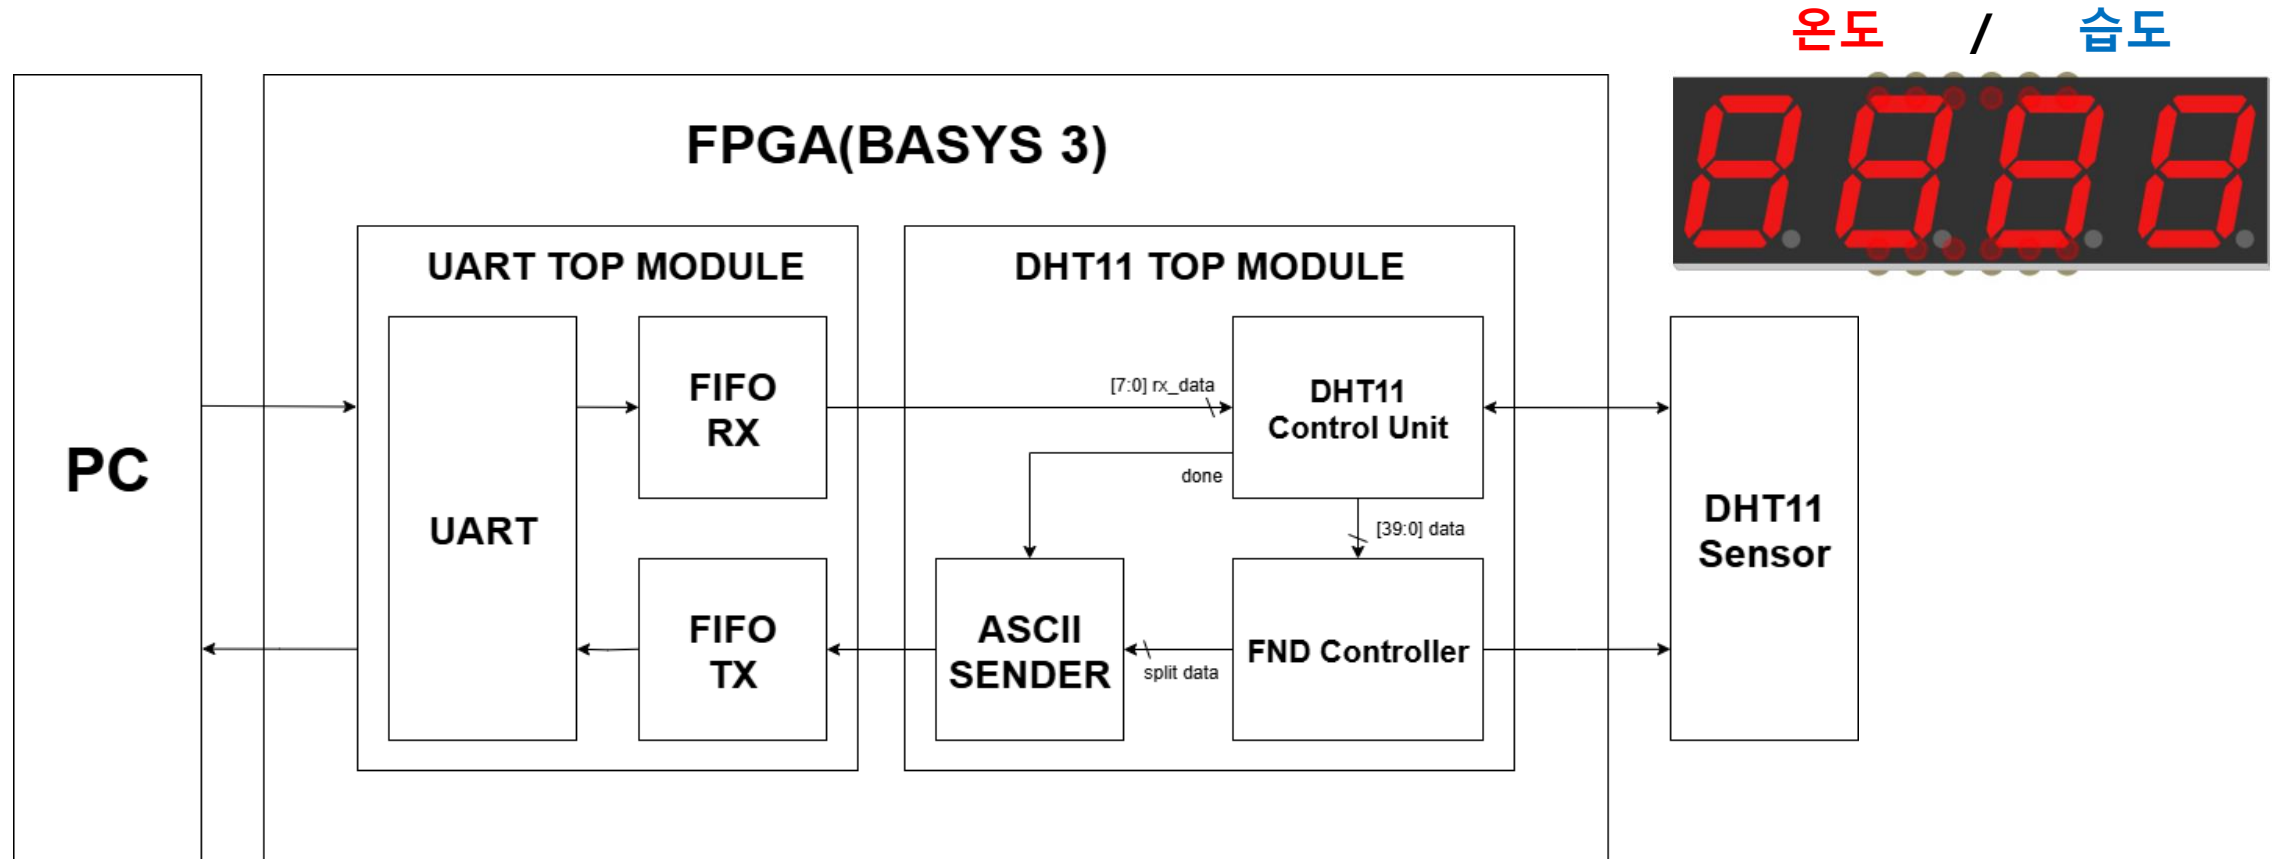 온도 / 습도
FPGA(BASYS 3)
UART TOP MODULE
DHT11 TOP MODULE
PC
UART
FIFO
RX
[7:0] rx_data
DHT11
Control Unit
done
[39:0] data
FIFO
TX
ASCII
SENDER
split data
FND Controller
DHT11
Sensor